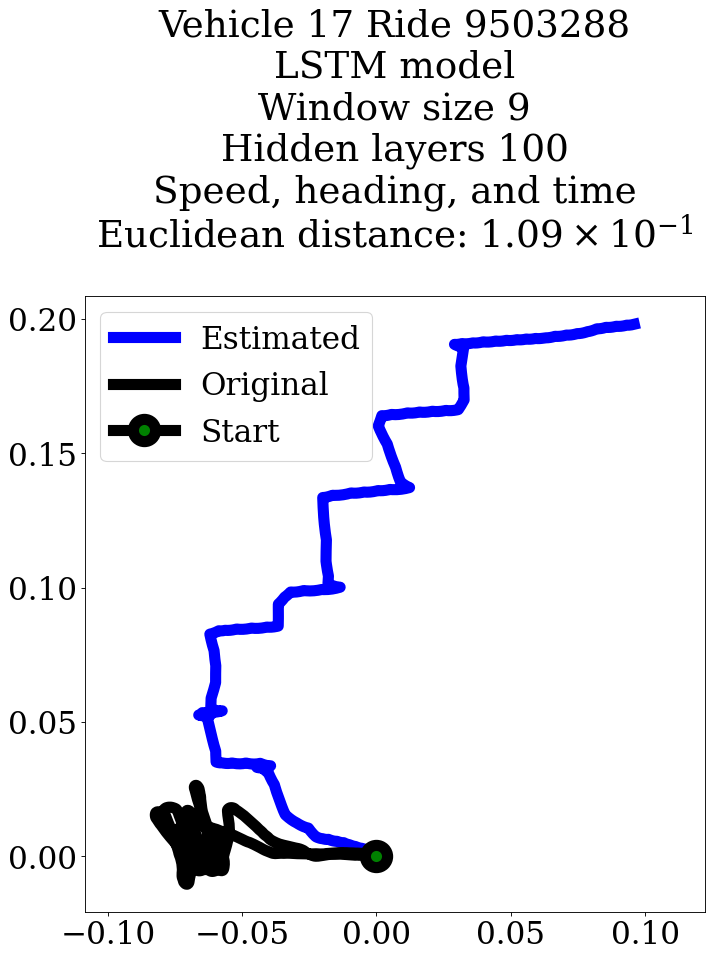 Vehicle 17 Ride 9503288
LSTM model
Window size 9
Hidden layers 100
Speed, heading, and time
Euclidean distance: 1.09 × 10⁻¹
Estimated
Original
Start
0.20
0.15
0.10
0.05
0.00
−0.10 −0.05 0.00 0.05 0.10